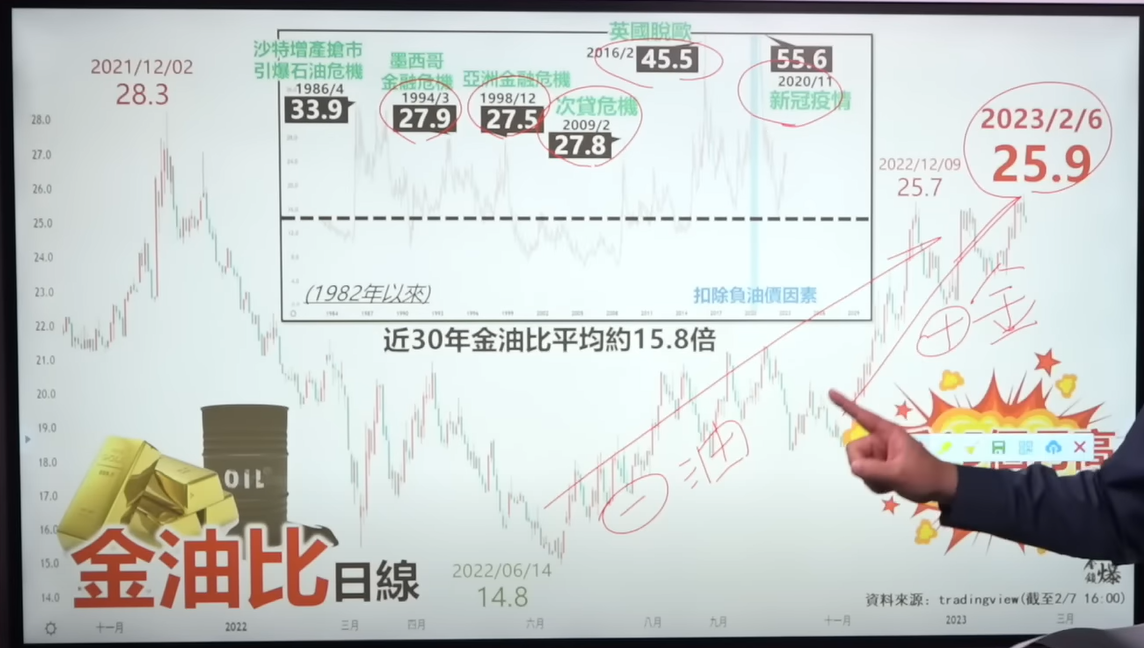 沙特增產搶市
引爆石油危機
1986/4
33.9
墨西哥
金融危機
1994/3
27.9
亞洲金融危機
1998/12
27.5
次貸危機
2009/2
27.8
英國脫歐
2016/2
45.5
55.6
2020/11
新冠疫情
2021/12/02
28.3
2023/2/6
25.9
2022/12/09
25.7
(1982年以來)
扣除負油價因素
近30年金油比平均約15.8倍
28.0
27.0
26.0
25.0
24.0
23.0
22.0
21.0
20.0
19.0
18.0
17.0
16.0
15.0
14.0
一 油
十 金
OIL
金油比日線
2022/06/14
14.8
資料來源: tradingview(截至2/7 16:00)
十一月 2022 三月 四月 六月 八月 九月 十一月 2023 三月